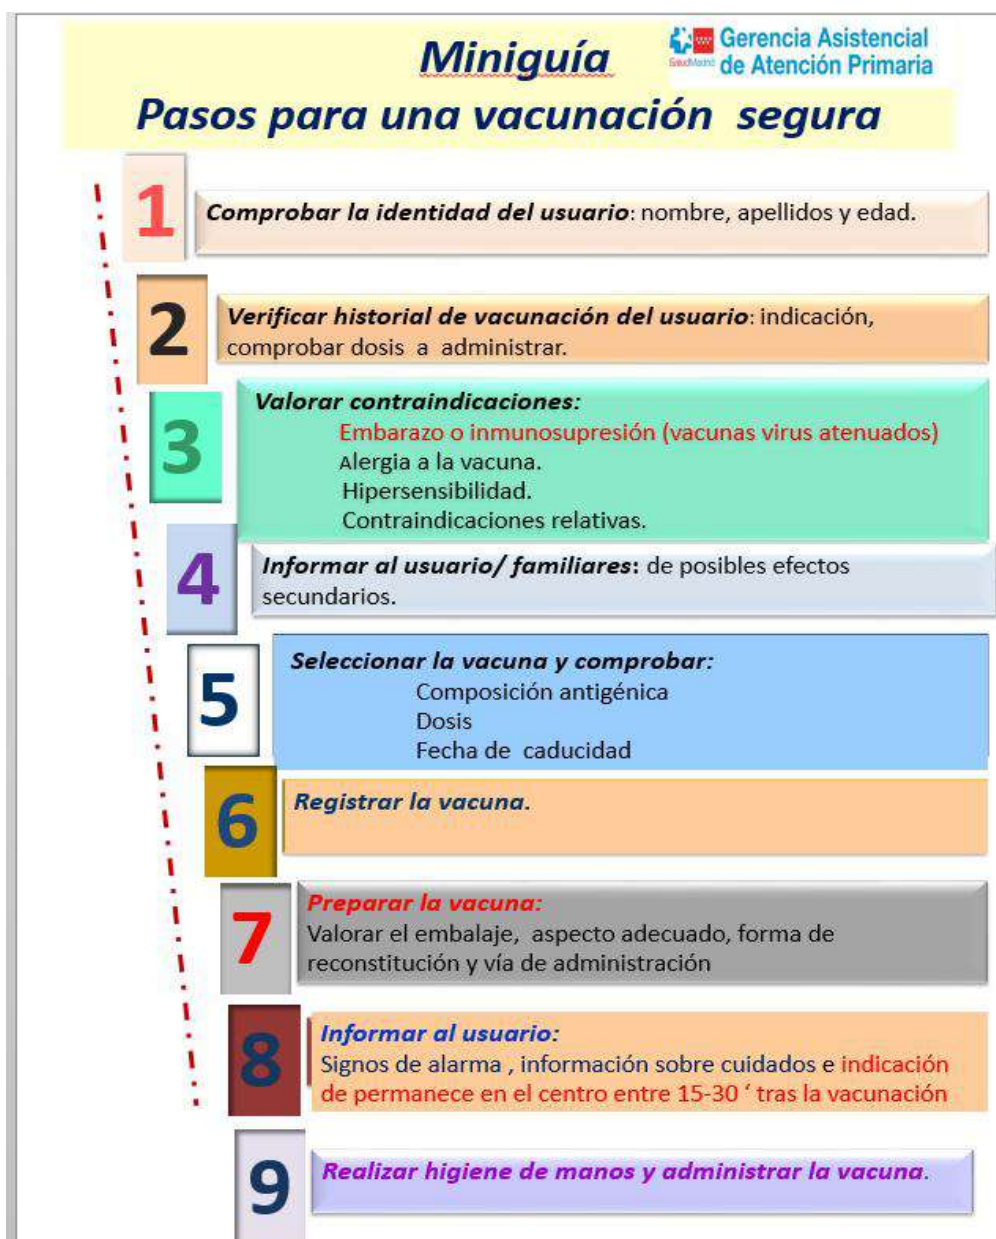 Miniguía
Gerencia Asistencial
SaludMadrid de Atención Primaria
Pasos para una vacunación segura
1
Comprobar la identidad del usuario: nombre, apellidos y edad.
2
Verificar historial de vacunación del usuario: indicación,
comprobar dosis a administrar.
3
Valorar contraindicaciones:
Embarazo o inmunosupresión (vacunas virus atenuados)
Alergia a la vacuna.
Hipersensibilidad.
Contraindicaciones relativas.
4
Informar al usuario/ familiares: de posibles efectos
secundarios.
5
Seleccionar la vacuna y comprobar:
Composición antigénica
Dosis
Fecha de caducidad
6
Registrar la vacuna.
7
Preparar la vacuna:
Valorar el embalaje, aspecto adecuado, forma de
reconstitución y vía de administración
8
Informar al usuario:
Signos de alarma , información sobre cuidados e indicación
de permanece en el centro entre 15-30 ‘ tras la vacunación
9
Realizar higiene de manos y administrar la vacuna.